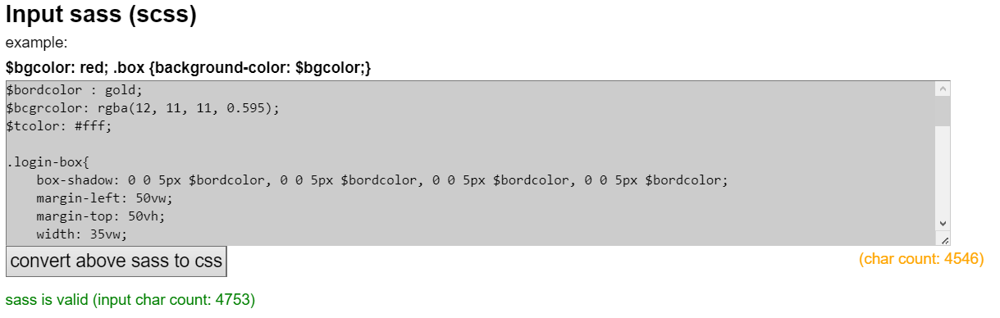 Input sass (scss)
example:
$bgcolor: red; .box {background-color: $bgcolor;}
$bordcolor : gold;
$bcgrcolor: rgba(12, 11, 11, 0.595);
$tcolor: #fff;
.login-box{
    box-shadow: 0 0 5px $bordcolor, 0 0 5px $bordcolor, 0 0 5px $bordcolor, 0 0 5px $bordcolor;
    margin-left: 50vw;
    margin-top: 50vh;
    width: 35vw;
convert above sass to css
(char count: 4546)
sass is valid (input char count: 4753)